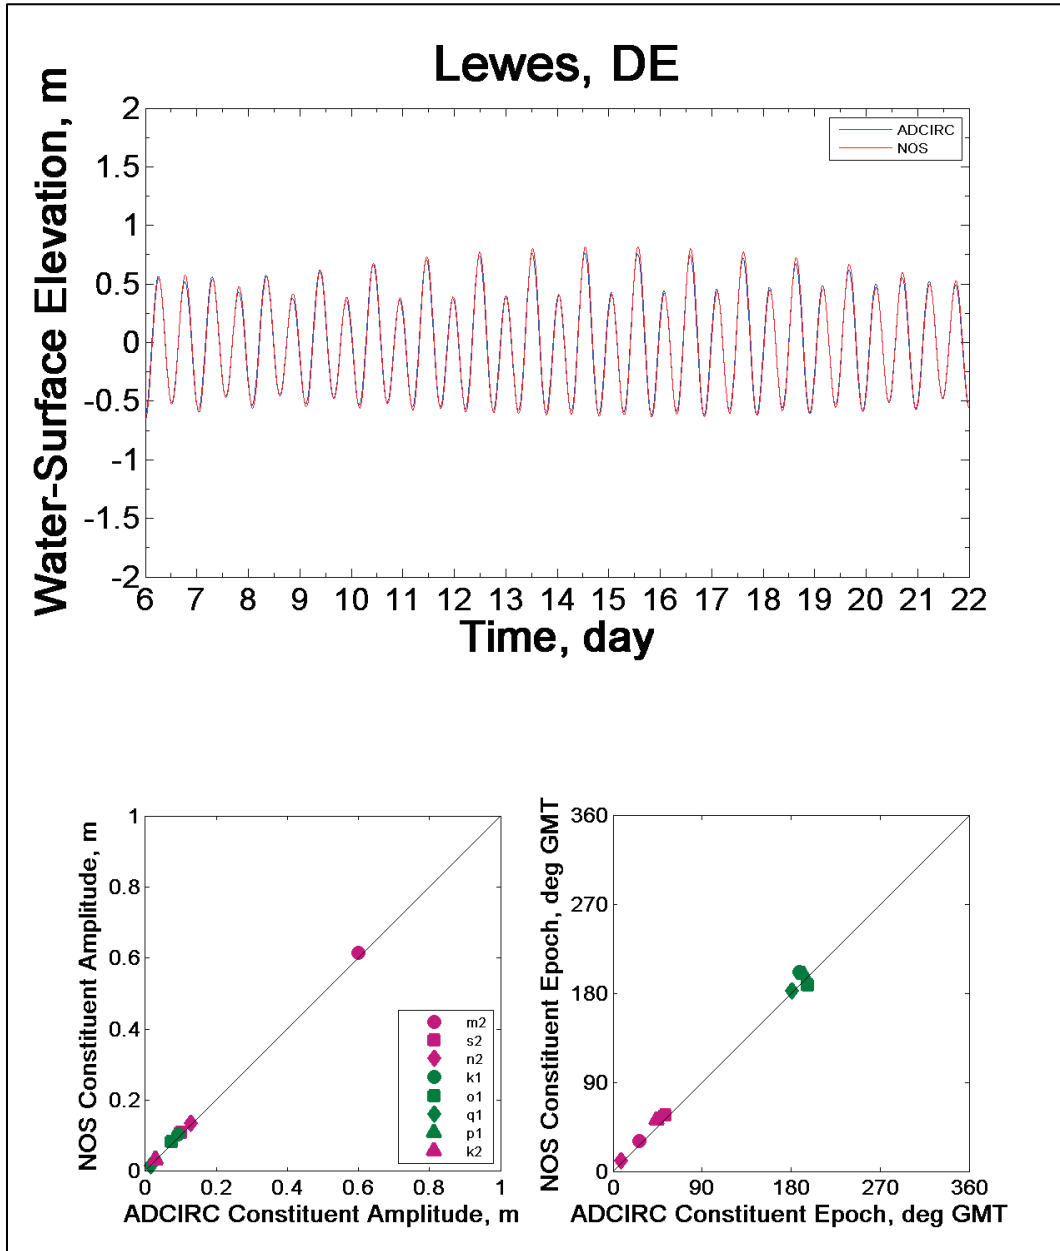 Lewes, DE
Water-Surface Elevation, m
2
1.5
1
0.5
0
-0.5
-1
-1.5
-2
ADCIRC
NOS
6 7 8 9 10 11 12 13 14 15 16 17 18 19 20 21 22
Time, day
NOS Constituent Amplitude, m
1
0.8
0.6
0.4
0.2
0
m2
s2
n2
k1
o1
q1
p1
k2
0 0.2 0.4 0.6 0.8 1
ADCIRC Constituent Amplitude, m
NOS Constituent Epoch, deg GMT
360
270
180
90
0
0 90 180 270 360
ADCIRC Constituent Epoch, deg GMT